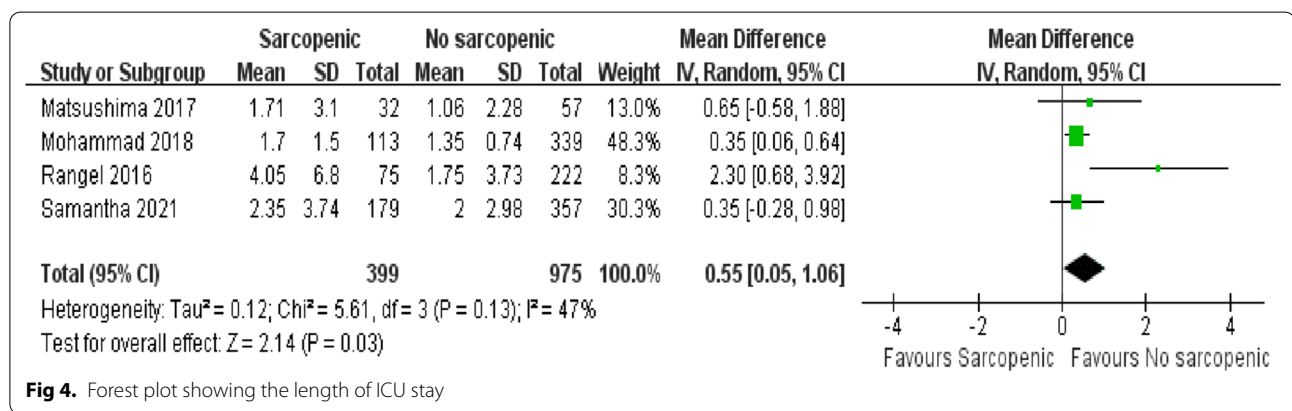 Sarcopenic No sarcopenic Mean Difference Mean Difference
Study or Subgroup Mean SD Total Mean SD Total Weight IV, Random, 95% CI IV, Random, 95% CI
Matsushima 2017 1.71 3.1 32 1.06 2.28 57 13.0% 0.65 [-0.58, 1.88]
Mohammad 2018 1.7 1.5 113 1.35 0.74 339 48.3% 0.35 [0.06, 0.64]
Rangel 2016 4.05 6.8 75 1.75 3.73 222 8.3% 2.30 [0.68, 3.92]
Samantha 2021 2.35 3.74 179 2 2.98 357 30.3% 0.35 [-0.28, 0.98]
Total (95% CI) 399 975 100.0% 0.55 [0.05, 1.06]
Heterogeneity: Tau² = 0.12; Chi² = 5.61, df = 3 (P = 0.13); I² = 47%
Test for overall effect: Z = 2.14 (P = 0.03)
-4 -2 0 2 4
Favours Sarcopenic Favours No sarcopenic
Fig 4. Forest plot showing the length of ICU stay